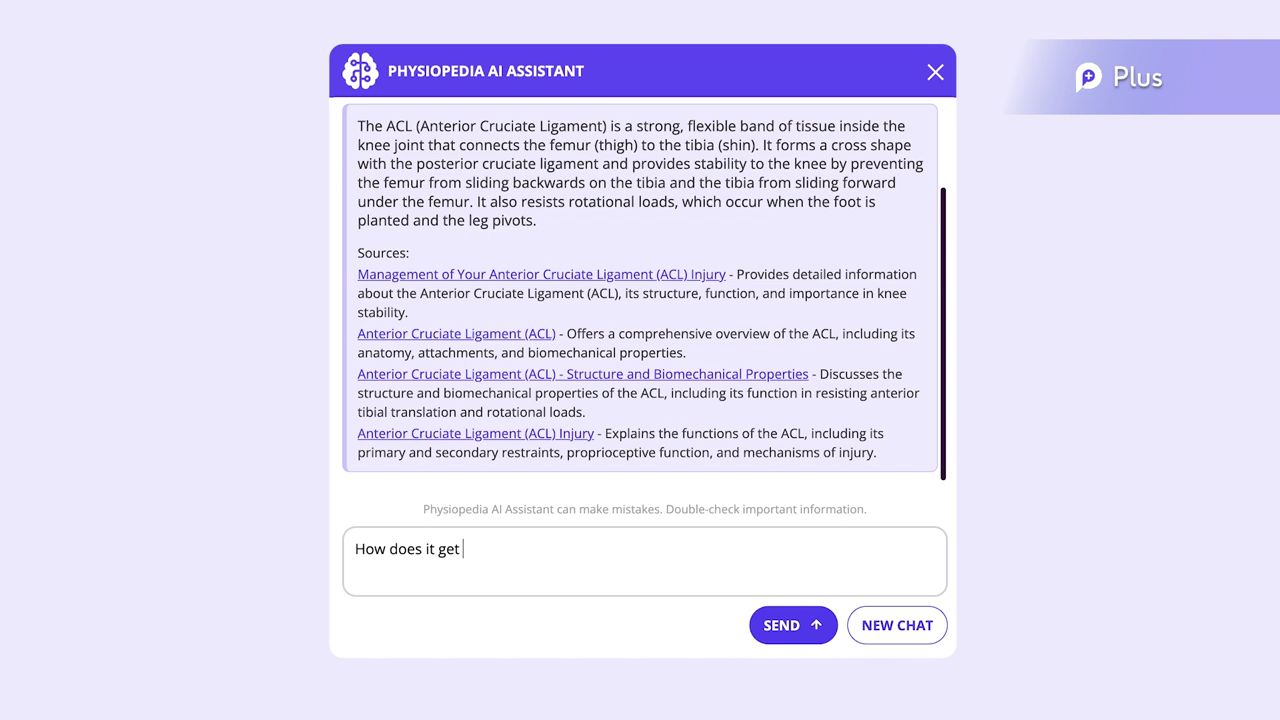 PHYSIOPEDIA AI ASSISTANT
Plus
The ACL (Anterior Cruciate Ligament) is a strong, flexible band of tissue inside the
knee joint that connects the femur (thigh) to the tibia (shin). It forms a cross shape
with the posterior cruciate ligament and provides stability to the knee by preventing
the femur from sliding backwards on the tibia and the tibia from sliding forward
under the femur. It also resists rotational loads, which occur when the foot is
planted and the leg pivots.
Sources:
Management of Your Anterior Cruciate Ligament (ACL) Injury - Provides detailed information
about the Anterior Cruciate Ligament (ACL), its structure, function, and importance in knee
stability.
Anterior Cruciate Ligament (ACL) - Offers a comprehensive overview of the ACL, including its
anatomy, attachments, and biomechanical properties.
Anterior Cruciate Ligament (ACL) - Structure and Biomechanical Properties - Discusses the
structure and biomechanical properties of the ACL, including its function in resisting anterior
tibial translation and rotational loads.
Anterior Cruciate Ligament (ACL) Injury - Explains the functions of the ACL, including its
primary and secondary restraints, proprioceptive function, and mechanisms of injury.
Physiopedia AI Assistant can make mistakes. Double-check important information.
How does it get
SEND
NEW CHAT